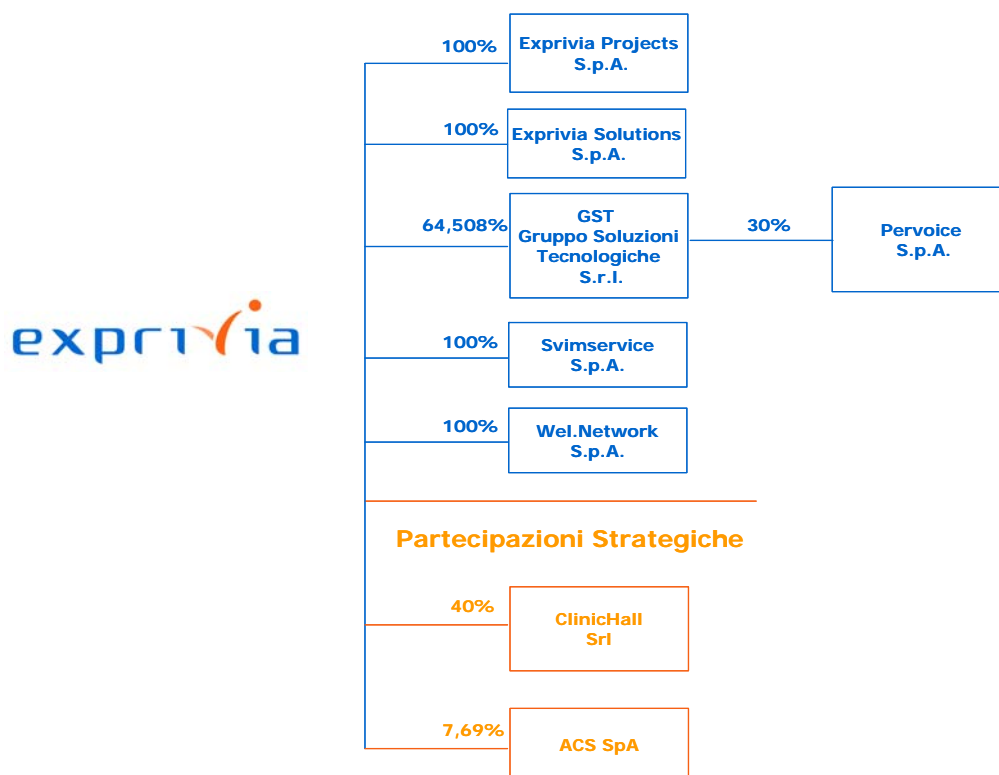 100%
Exprivia Projects
S.p.A.
100%
Exprivia Solutions
S.p.A.
64,508%
GST
Gruppo Soluzioni
Tecnologiche
S.r.l.
30%
Pervoice
S.p.A.
exprivia
100%
Svimservice
S.p.A.
100%
Wel.Network
S.p.A.
Partecipazioni Strategiche
40%
ClinicHall
Srl
7,69%
ACS SpA